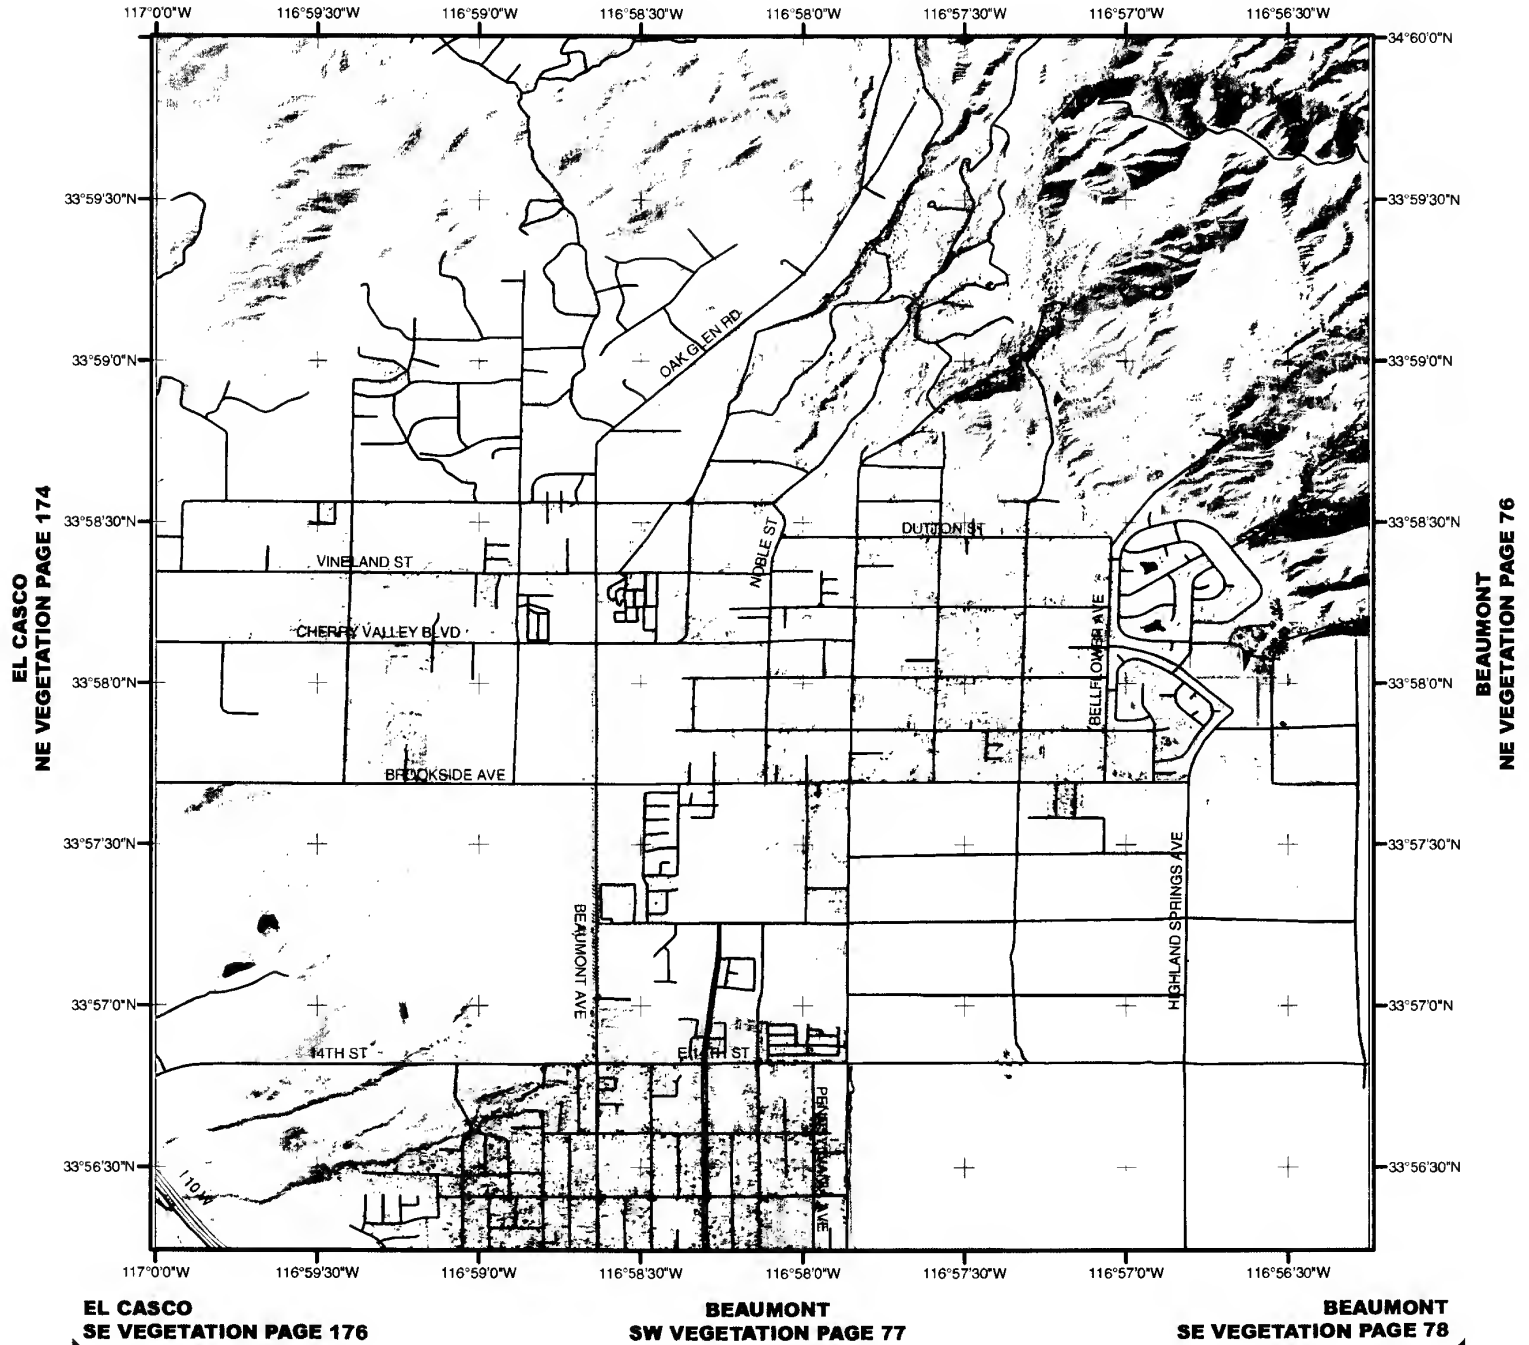 117°0'0"W 116°59'30"W 116°59'0"W 116°58'30"W 116°58'0"W 116°57'30"W 116°57'0"W 116°56'30"W
34°60'0"N
33°59'30"N 33°59'30"N
OAK GLEN RD
33°59'0"N 33°59'0"N
33°58'30"N 33°58'30"N
DUTTON ST
NOBLE ST
VINELAND ST
CHERRY VALLEY BLVD
BELLFLOWER AVE
EL CASCO
NE VEGETATION PAGE 174
BEAUMONT
NE VEGETATION PAGE 76
33°58'0"N 33°58'0"N
BROOKSIDE AVE
33°57'30"N 33°57'30"N
BEAUMONT AVE
HIGHLAND SPRINGS AVE
33°57'0"N 33°57'0"N
14TH ST E 14TH ST
PENNSYLVANIA AVE
33°56'30"N 33°56'30"N
I 10 W
117°0'0"W 116°59'30"W 116°59'0"W 116°58'30"W 116°58'0"W 116°57'30"W 116°57'0"W 116°56'30"W
EL CASCO
SE VEGETATION PAGE 176
BEAUMONT
SW VEGETATION PAGE 77
BEAUMONT
SE VEGETATION PAGE 78